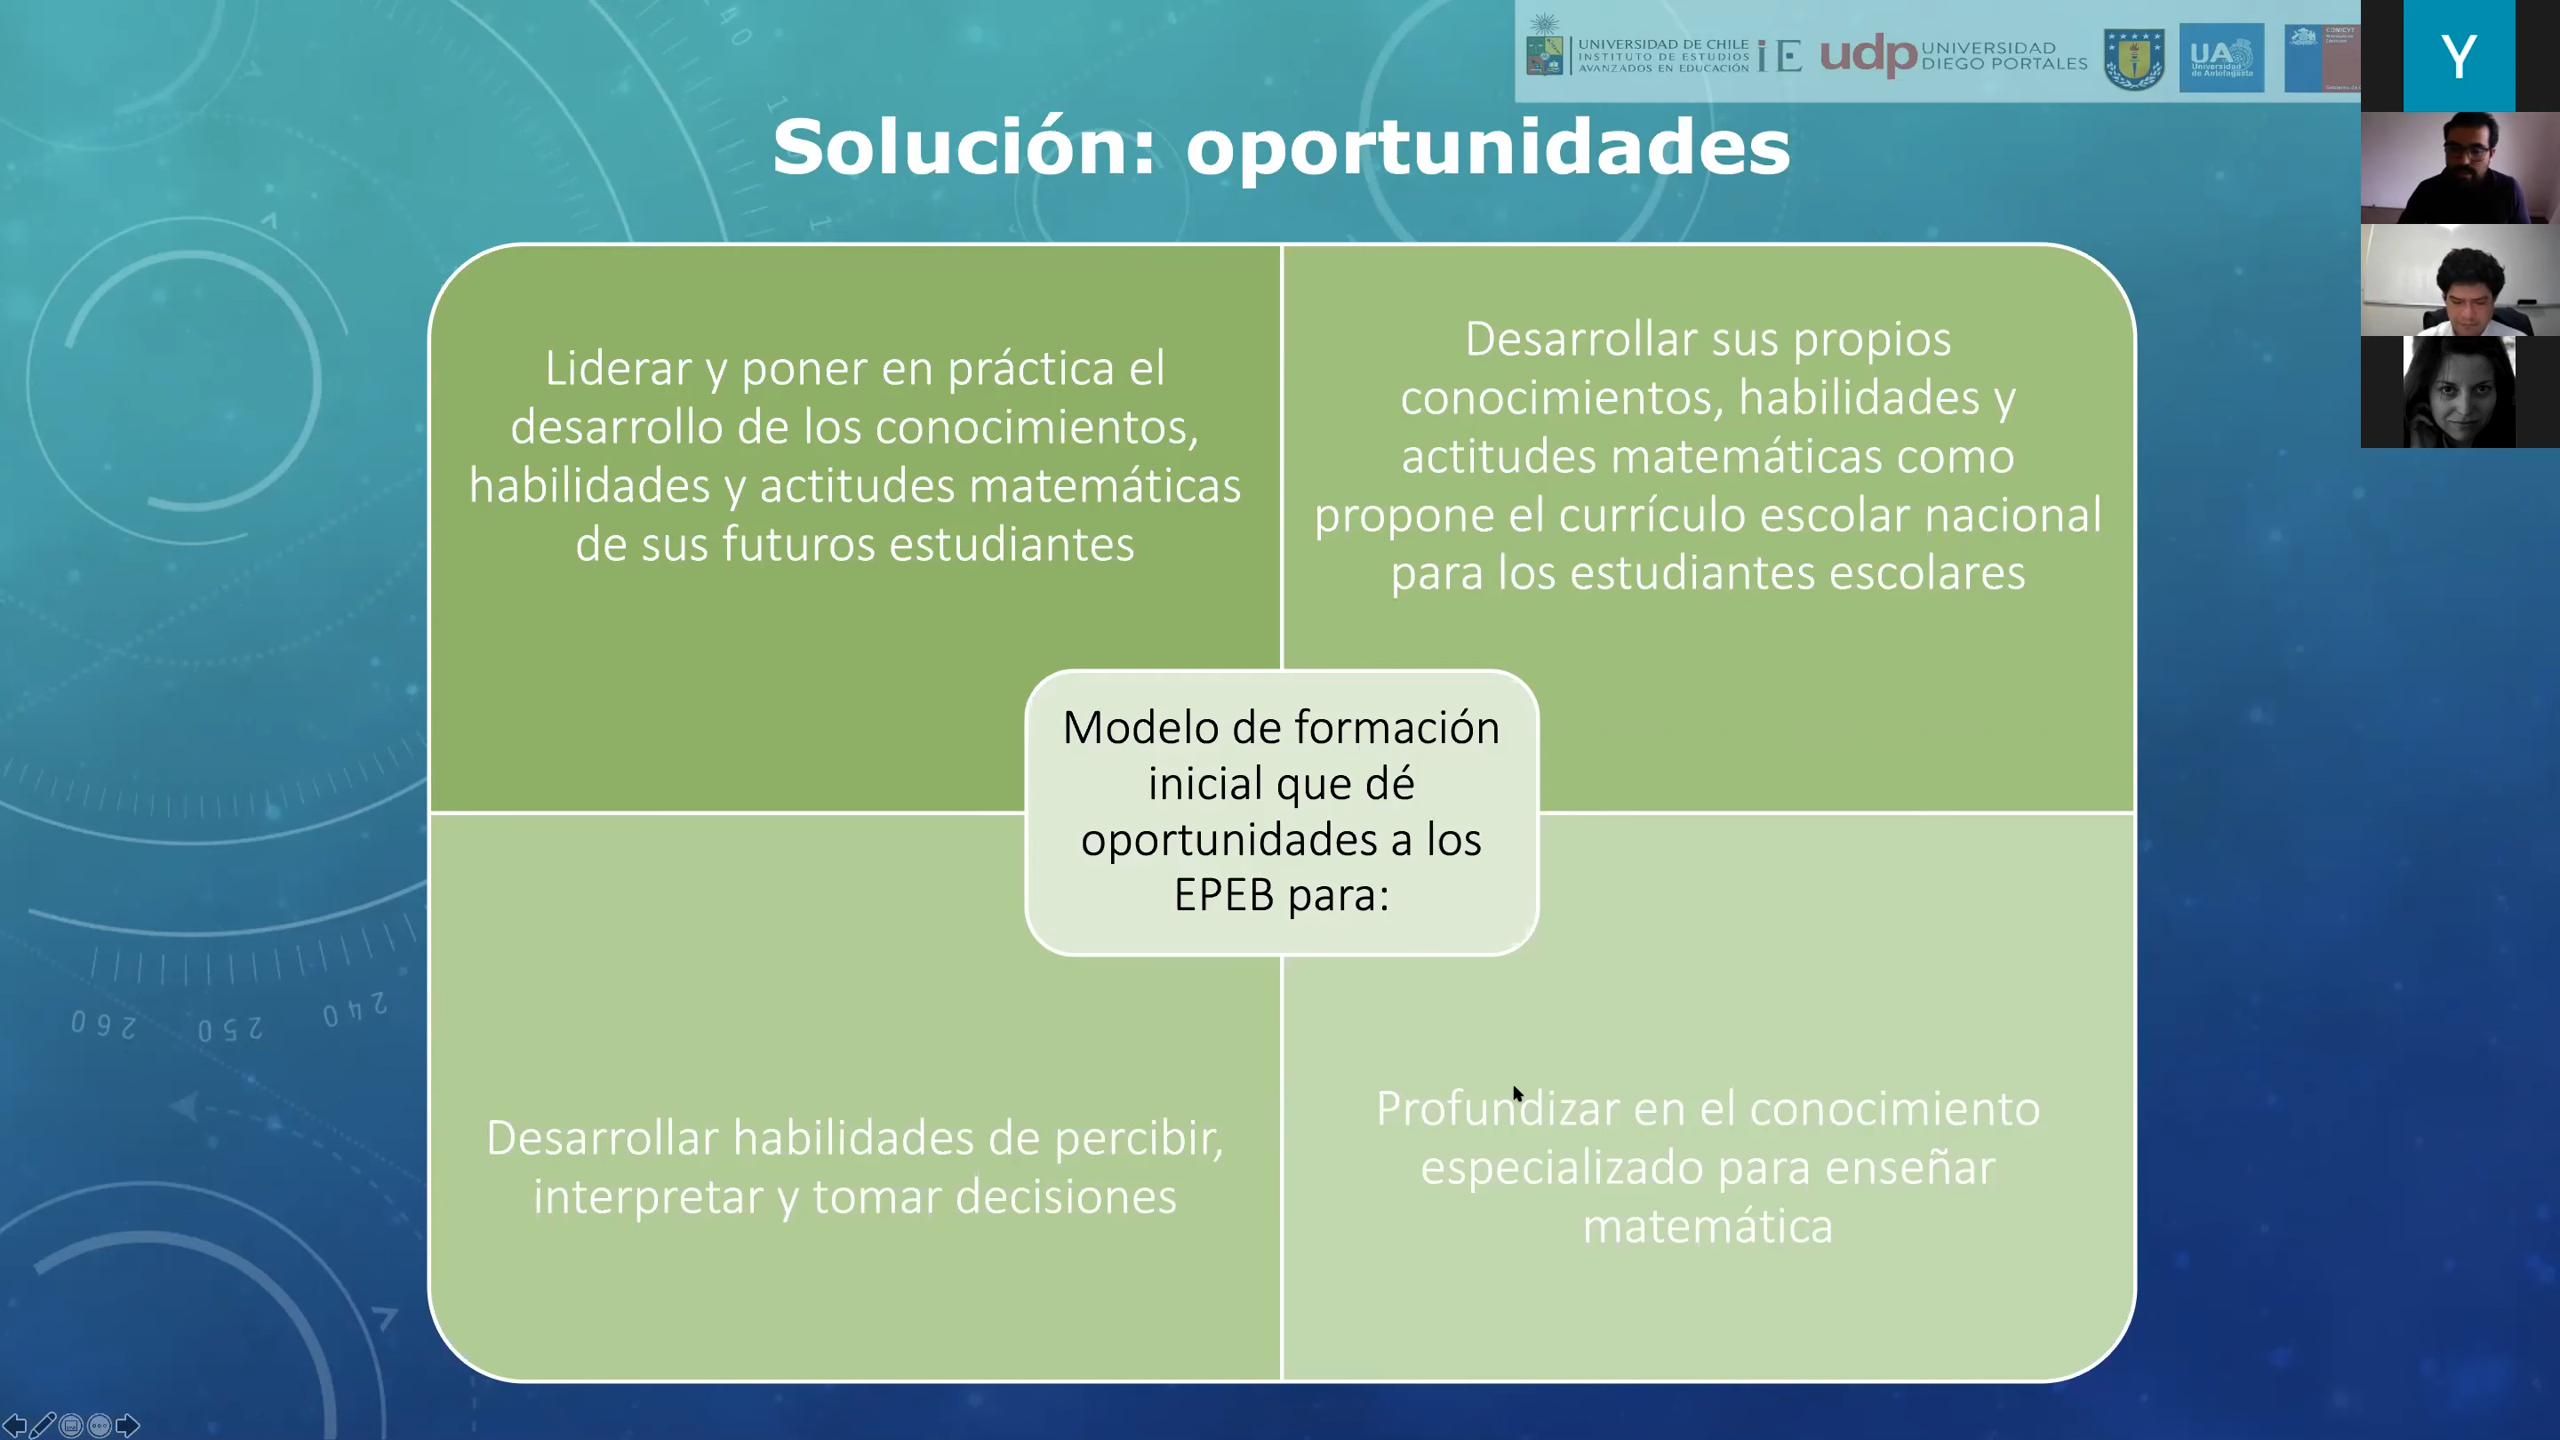 UNIVERSIDAD DE CHILE
INSTITUTO DE ESTUDIOS
AVANZADOS EN EDUCACIÓN
iE
udp UNIVERSIDAD
DIEGO PORTALES
UA
Universidad
de Antofagasta
CONICYT
Y
Solución: oportunidades
Liderar y poner en práctica el
desarrollo de los conocimientos,
habilidades y actitudes matemáticas
de sus futuros estudiantes
Desarrollar sus propios
conocimientos, habilidades y
actitudes matemáticas como
propone el currículo escolar nacional
para los estudiantes escolares
Modelo de formación
inicial que dé
oportunidades a los
EPEB para:
Desarrollar habilidades de percibir,
interpretar y tomar decisiones
Profundizar en el conocimiento
especializado para enseñar
matemática
260 250 240